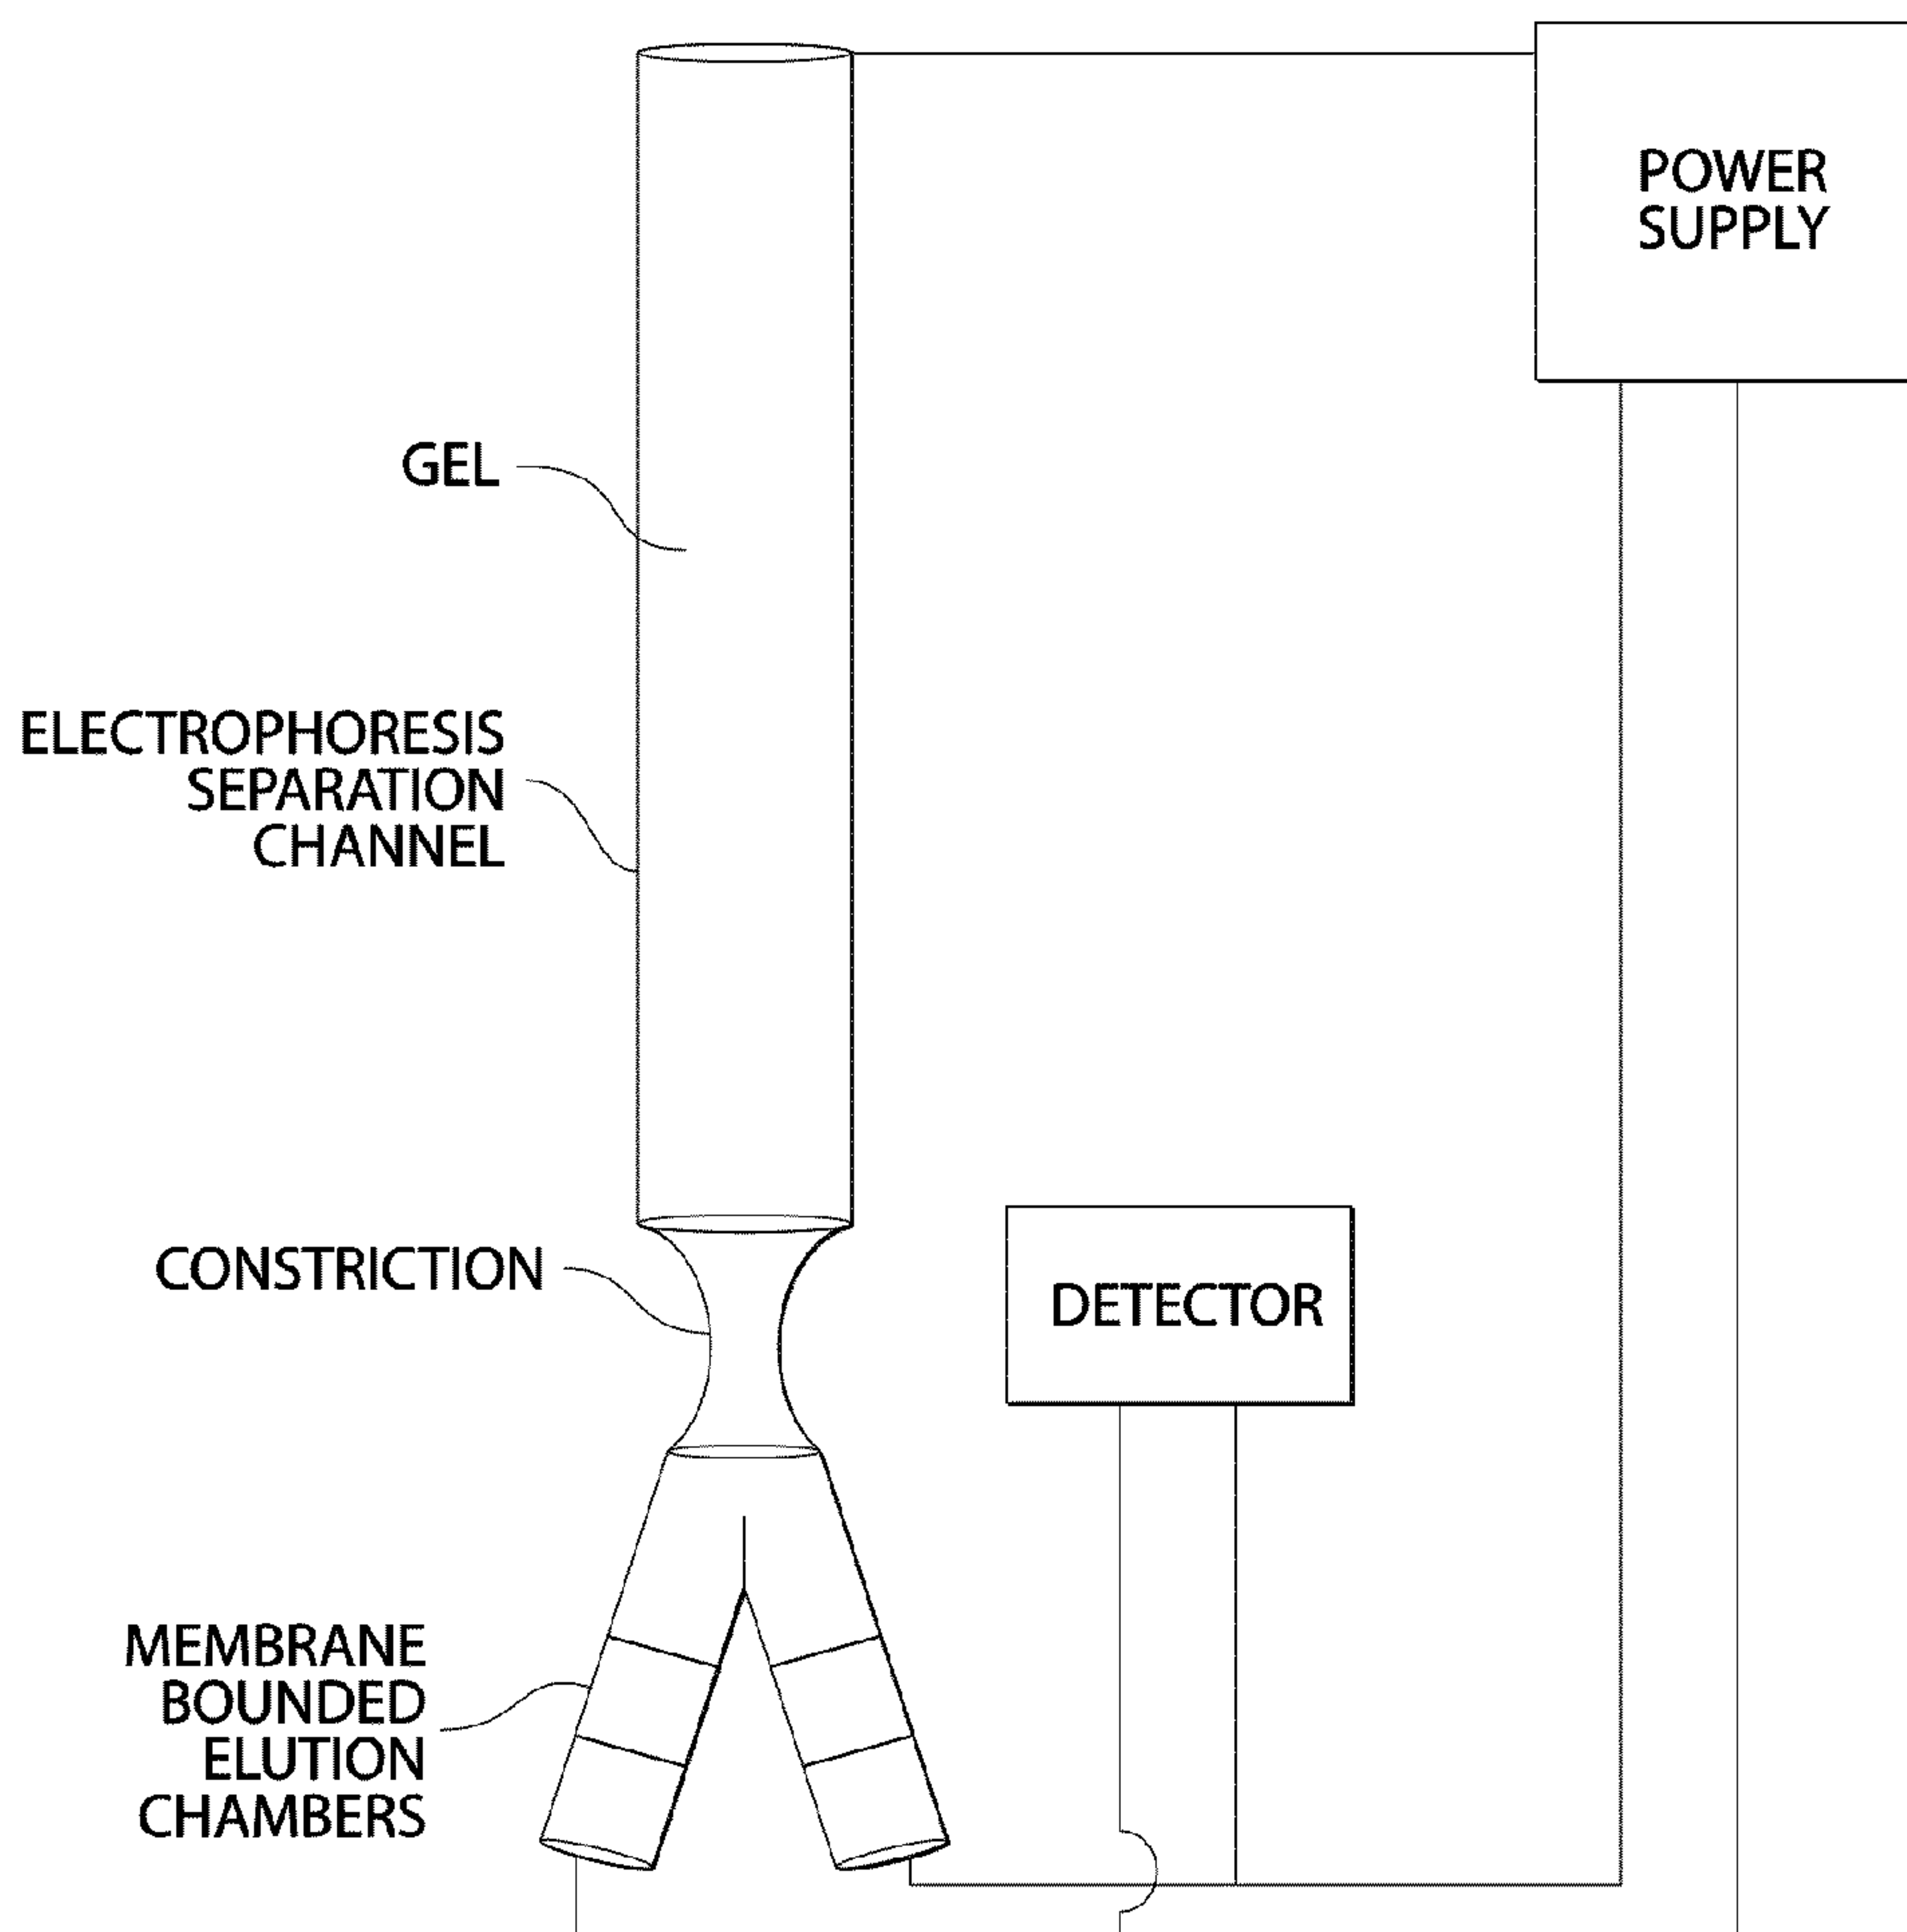 POWER
SUPPLY
GEL
ELECTROPHORESIS
SEPARATION
CHANNEL
CONSTRICTION
DETECTOR
MEMBRANE
BOUNDED
ELUTION
CHAMBERS